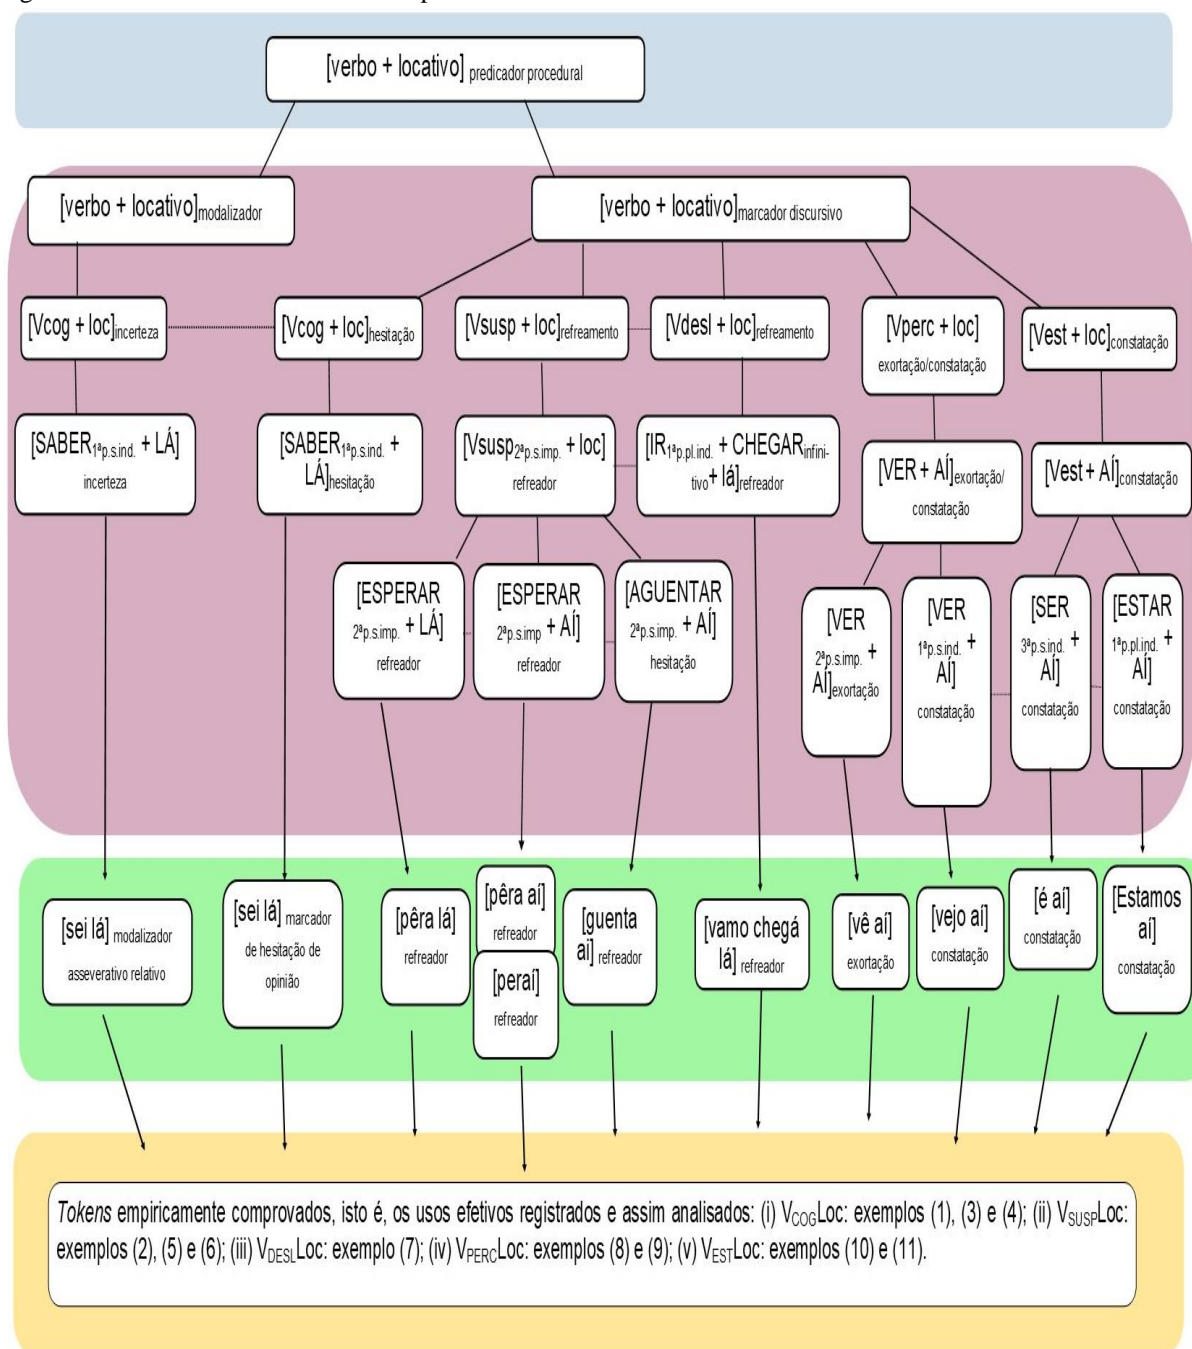 [verbo + locativo] predicador procedural
[verbo + locativo]modalizador
[verbo + locativo]marcador discursivo
[Vcog + loc]incerteza
[Vcog + loc]hesitação
[Vsusp + loc]refreamento
[Vdesl + loc]refreamento
[Vperc + loc]
exortação/constatação
[Vest + loc]constatação
[SABER1ªp.s.ind. + LÁ]
incerteza
[SABER1ªp.s.ind. +
LÁ]hesitação
[Vsusp2ªp.s.imp. + loc]
refreador
[IR1ªp.pl.ind. + CHEGARinfini-
tivo+ lá]refreador
[VER + AÍ]exortação/
constatação
[Vest + AÍ]constatação
[ESPERAR
2ªp.s.imp. + LÁ]
refreador
[ESPERAR
2ªp.s.imp + AÍ]
refreador
[AGUENTAR
2ªp.s.imp. + AÍ]
hesitação
[VER
2ªp.s.imp. +
AÍ]exortação
[VER
1ªp.s.ind. +
AÍ]
constatação
[SER
3ªp.s.ind. +
AÍ]
constatação
[ESTAR
1ªp.pl.ind. +
AÍ]
constatação
[sei lá] modalizador
asseverativo relativo
[sei lá] marcador
de hesitação de
opinião
[pêra lá]
refreador
[pêra aí]
refreador
[peraí]
refreador
[guenta
aí] refreador
[vamo chegá
lá] refreador
[vê aí]
exortação
[vejo aí]
constatação
[é aí]
constatação
[Estamos
aí]
constatação
Tokens empiricamente comprovados, isto é, os usos efetivos registrados e assim analisados: (i) VCOGLoc: exemplos (1), (3) e (4); (ii) VSUSPLoc:
exemplos (2), (5) e (6); (iii) VDESLLoc: exemplo (7); (iv) VPERCLoc: exemplos (8) e (9); (v) VESTLoc: exemplos (10) e (11).